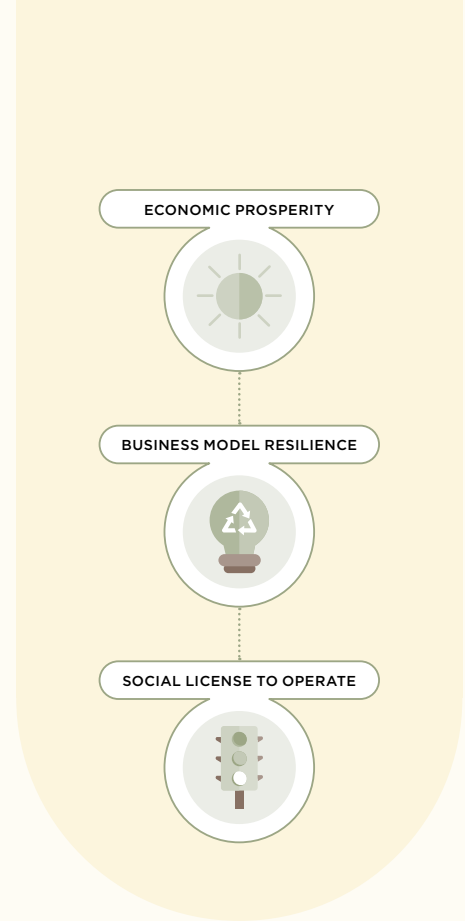 ECONOMIC PROSPERITY
BUSINESS MODEL RESILIENCE
SOCIAL LICENSE TO OPERATE